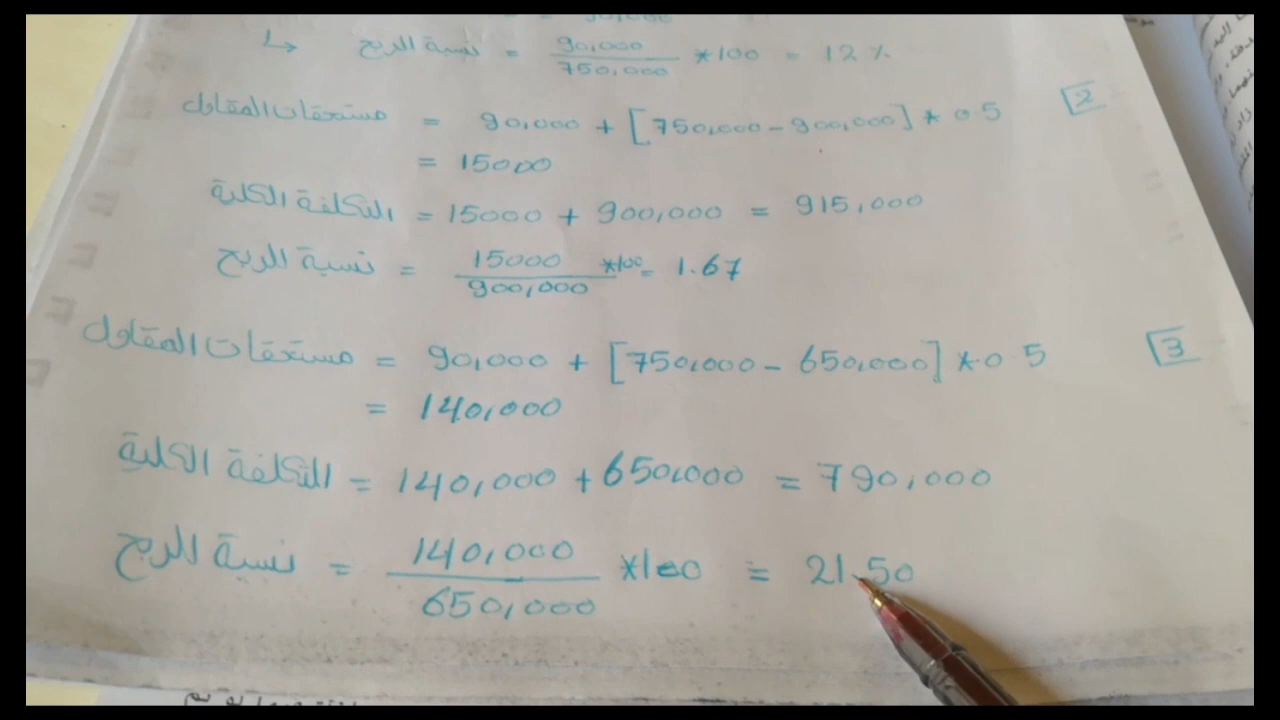 نسبة الربح = 90,000 / 750,000 *100 = 12 %
2
مستحقات المقاول = 90,000 + [750,000 - 900,000] * 0.5
= 15000
التكلفة الكلية = 15000 + 900,000 = 915,000
نسبة الربح = 15000 / 900,000 *100 = 1.67
3
مستحقات المقاول = 90,000 + [750,000 - 650,000] * 0.5
= 140,000
التكلفة الكلية = 140,000 + 650,000 = 790,000
نسبة الربح = 140,000 / 650,000 *100 = 21.50